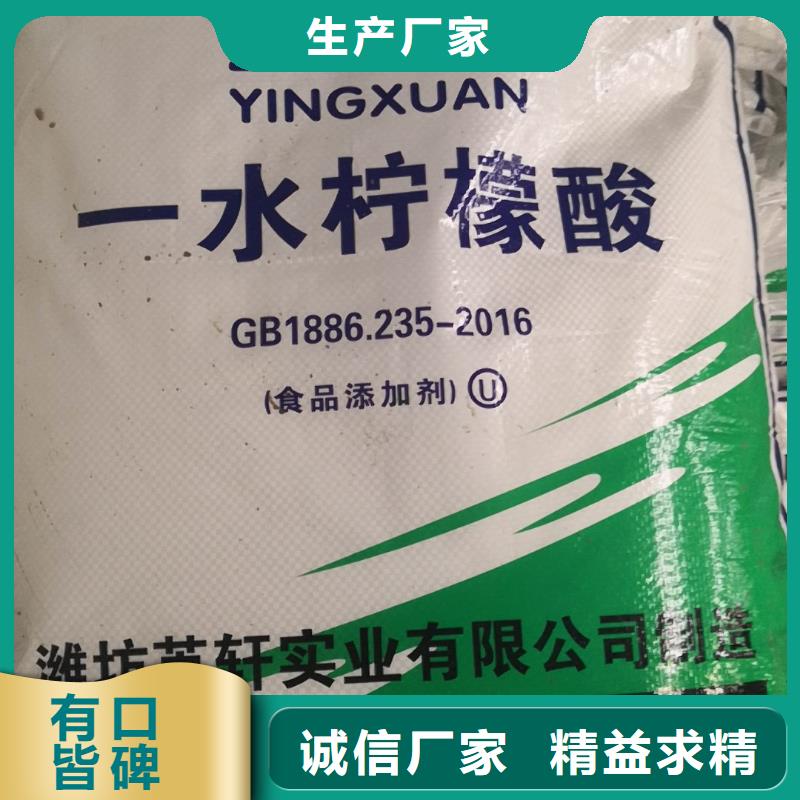 生产厂家
YINGXUAN
一水柠檬酸
GB1886.235-2016
(食品添加剂) U
潍坊英轩实业有限公司制造
有口
皆碑
诚信厂家 精益求精